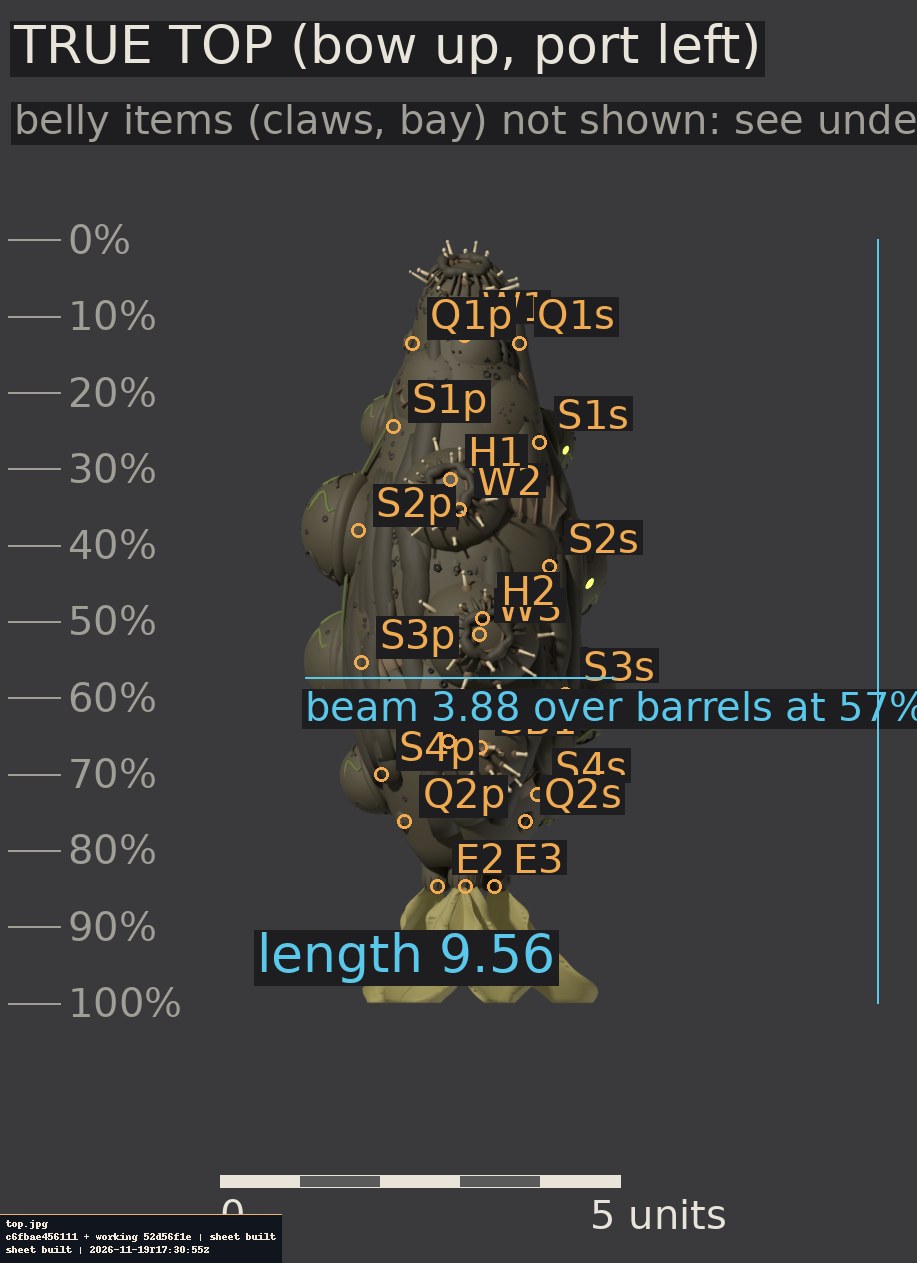 TRUE TOP (bow up, port left)
belly items (claws, bay) not shown: see unde
0%
10%
Q1p
Q1s
20%
S1p
S1s
30%
H1
W2
S2p
40%
S2s
H2
50%
S3p
S3s
60%
beam 3.88 over barrels at 57%
S4p
S4s
70%
Q2p
Q2s
80%
E2
E3
90%
length 9.56
100%
0
5 units
top.jpg
c6fbae456111 + working 52d56f1e | sheet built
sheet built | 2026-11-19T17:30:55Z